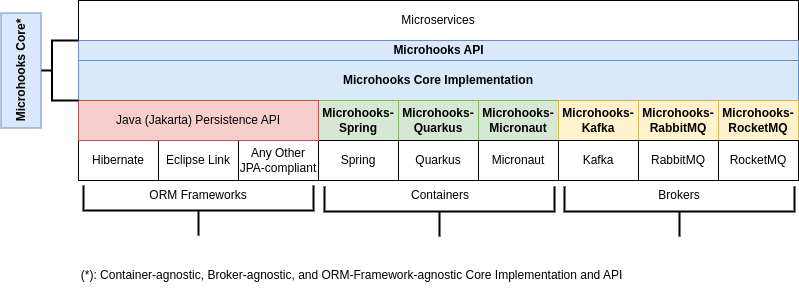 Microservices
Microhooks Core*
Microhooks API
Microhooks Core Implementation
Java (Jakarta) Persistence API
Microhooks-
Spring
Microhooks-
Quarkus
Microhooks-
Micronaut
Microhooks-
Kafka
Microhooks-
RabbitMQ
Microhooks-
RocketMQ
Hibernate
Eclipse Link
Any Other
JPA-compliant
Spring
Quarkus
Micronaut
Kafka
RabbitMQ
RocketMQ
ORM Frameworks
Containers
Brokers
(*): Container-agnostic, Broker-agnostic, and ORM-Framework-agnostic Core Implementation and API